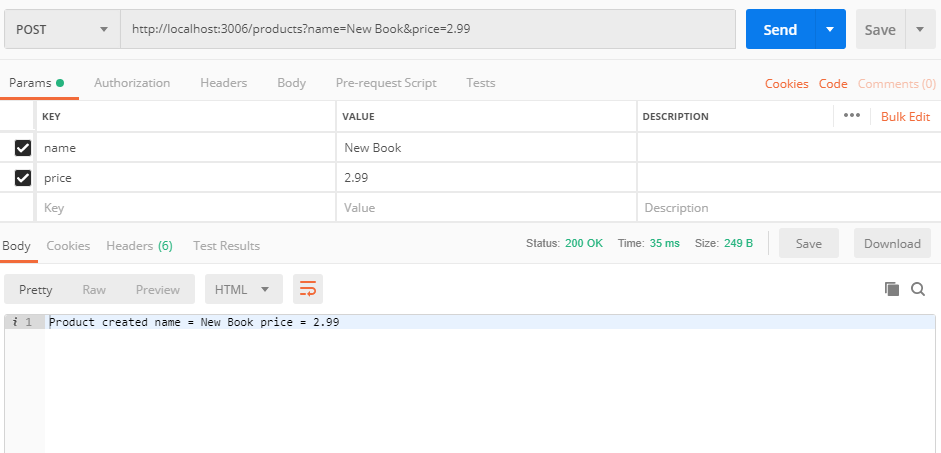 POST http://localhost:3006/products?name=New Book&price=2.99 Send Save
Params Authorization Headers Body Pre-request Script Tests Cookies Code Comments (0)
KEY VALUE DESCRIPTION ••• Bulk Edit
name New Book
price 2.99
Key Value Description
Body Cookies Headers (6) Test Results Status: 200 OK Time: 35 ms Size: 249 B Save Download
Pretty Raw Preview HTML
i 1 Product created name = New Book price = 2.99